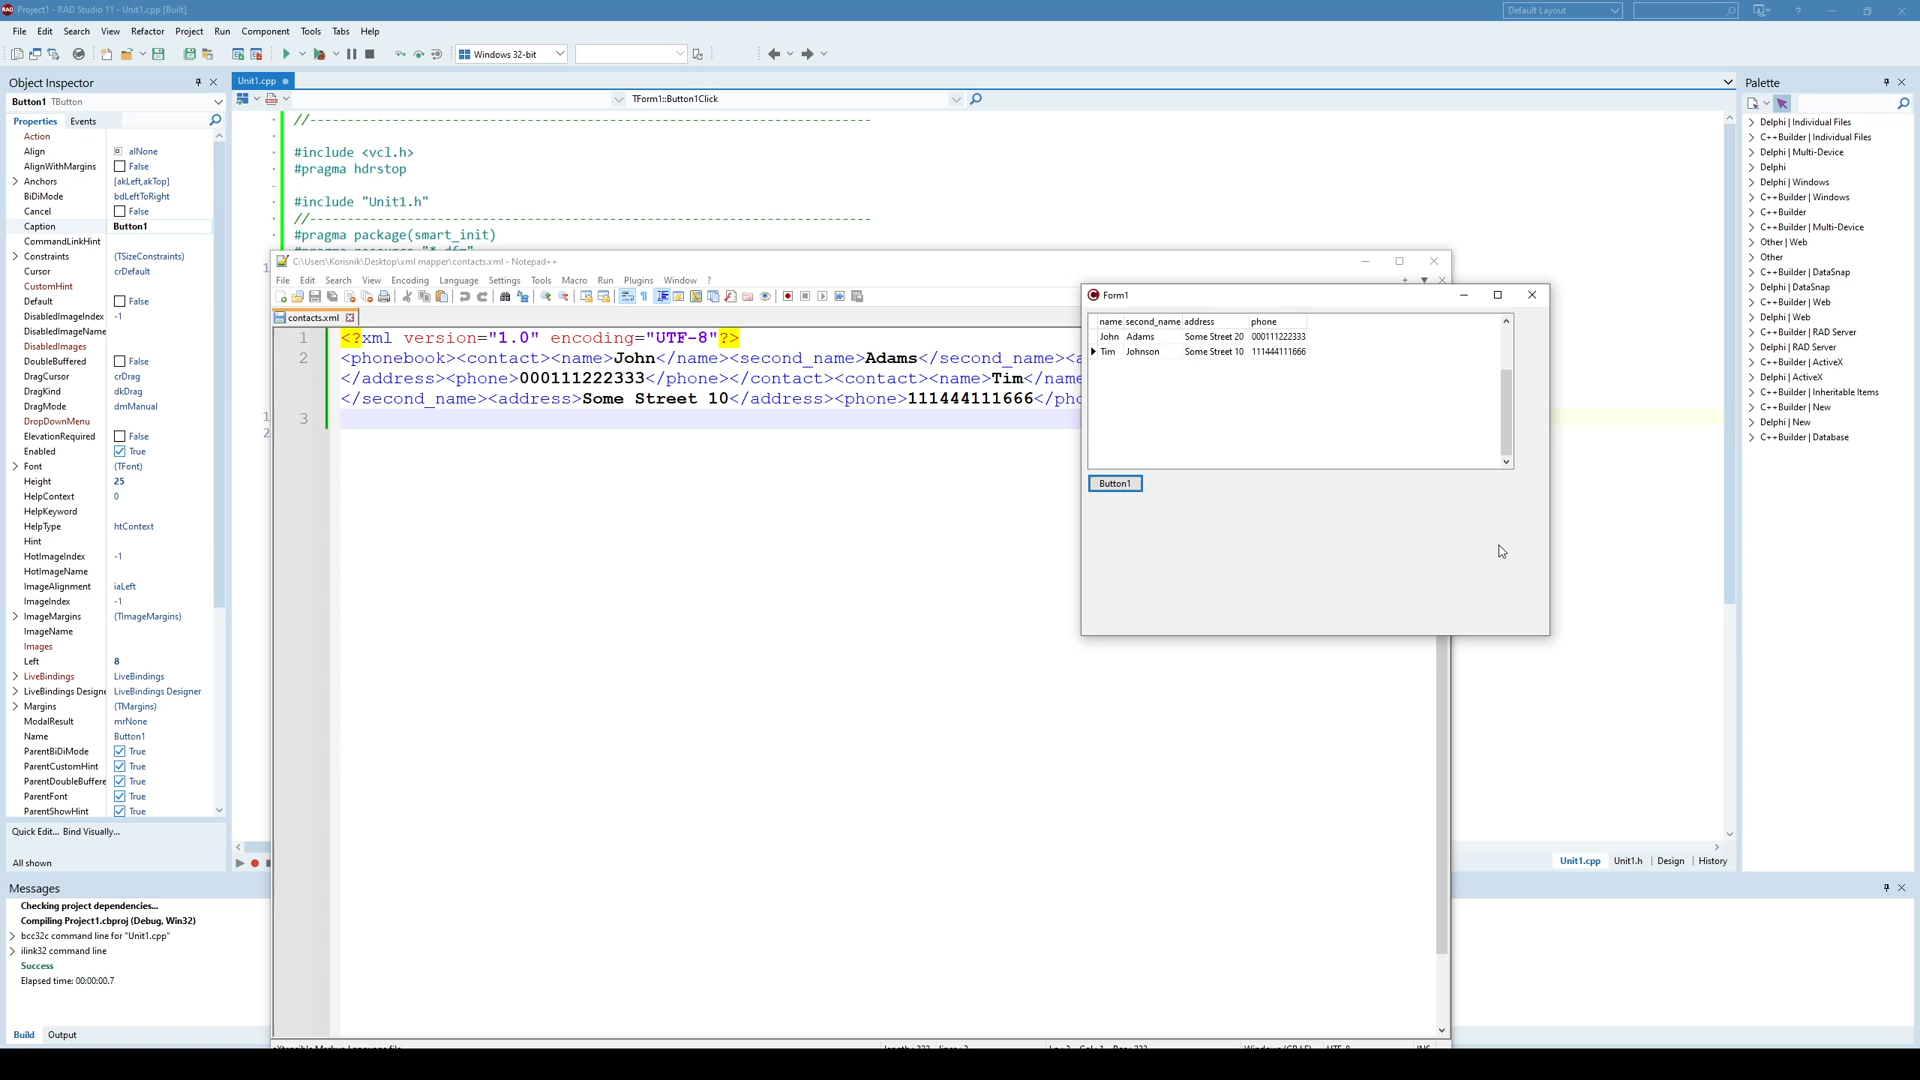 Project1 - RAD Studio 11 - Unit1.cpp [Built]
Default Layout
File Edit Search View Refactor Project Run Component Tools Tabs Help
Windows 32-bit
Object Inspector
Button1 TButton
Properties Events
Action
Align alNone
AlignWithMargins False
Anchors [akLeft,akTop]
BiDiMode bdLeftToRight
Cancel False
Caption Button1
CommandLinkHint
Constraints (TSizeConstraints)
Cursor crDefault
CustomHint
Default False
DisabledImageIndex -1
DisabledImageName
DisabledImages
DoubleBuffered False
DragCursor crDrag
DragKind dkDrag
DragMode dmManual
DropDownMenu
ElevationRequired False
Enabled True
Font (TFont)
Height 25
HelpContext 0
HelpKeyword
HelpType htContext
Hint
HotImageIndex -1
HotImageName
ImageAlignment iaLeft
ImageIndex -1
ImageMargins (TImageMargins)
ImageName
Images
Left 8
LiveBindings LiveBindings
LiveBindings Designe LiveBindings Designer
Margins (TMargins)
ModalResult mrNone
Name Button1
ParentBiDiMode True
ParentCustomHint True
ParentDoubleBuffere True
ParentFont True
ParentShowHint True
Quick Edit... Bind Visually...
All shown
Unit1.cpp
TForm1::Button1Click
#include <vcl.h>
#pragma hdrstop
#include "Unit1.h"
#pragma package(smart_init)
#pragma resource "*.dfm"
C:\Users\Korisnik\Desktop\xml mapper\contacts.xml - Notepad++
File Edit Search View Encoding Language Settings Tools Macro Run Plugins Window ?
contacts.xml
1 <?xml version="1.0" encoding="UTF-8"?>
2 <phonebook><contact><name>John</name><second_name>Adams</second_name><a
</address><phone>000111222333</phone></contact><contact><name>Tim</name
</second_name><address>Some Street 10</address><phone>111444111666</pho
3
Form1
name second_name address phone
John Adams Some Street 20 000111222333
Tim Johnson Some Street 10 111444111666
Button1
Unit1.cpp Unit1.h Design History
Palette
Delphi | Individual Files
C++Builder | Individual Files
Delphi | Multi-Device
Delphi
Delphi | Windows
C++Builder | Windows
C++Builder
C++Builder | Multi-Device
Other | Web
Other
C++Builder | DataSnap
Delphi | DataSnap
C++Builder | Web
Delphi | Web
C++Builder | RAD Server
Delphi | RAD Server
C++Builder | ActiveX
Delphi | ActiveX
C++Builder | Inheritable Items
C++Builder | New
Delphi | New
C++Builder | Database
Messages
Checking project dependencies...
Compiling Project1.cbproj (Debug, Win32)
bcc32c command line for "Unit1.cpp"
ilink32 command line
Success
Elapsed time: 00:00:00.7
Build Output